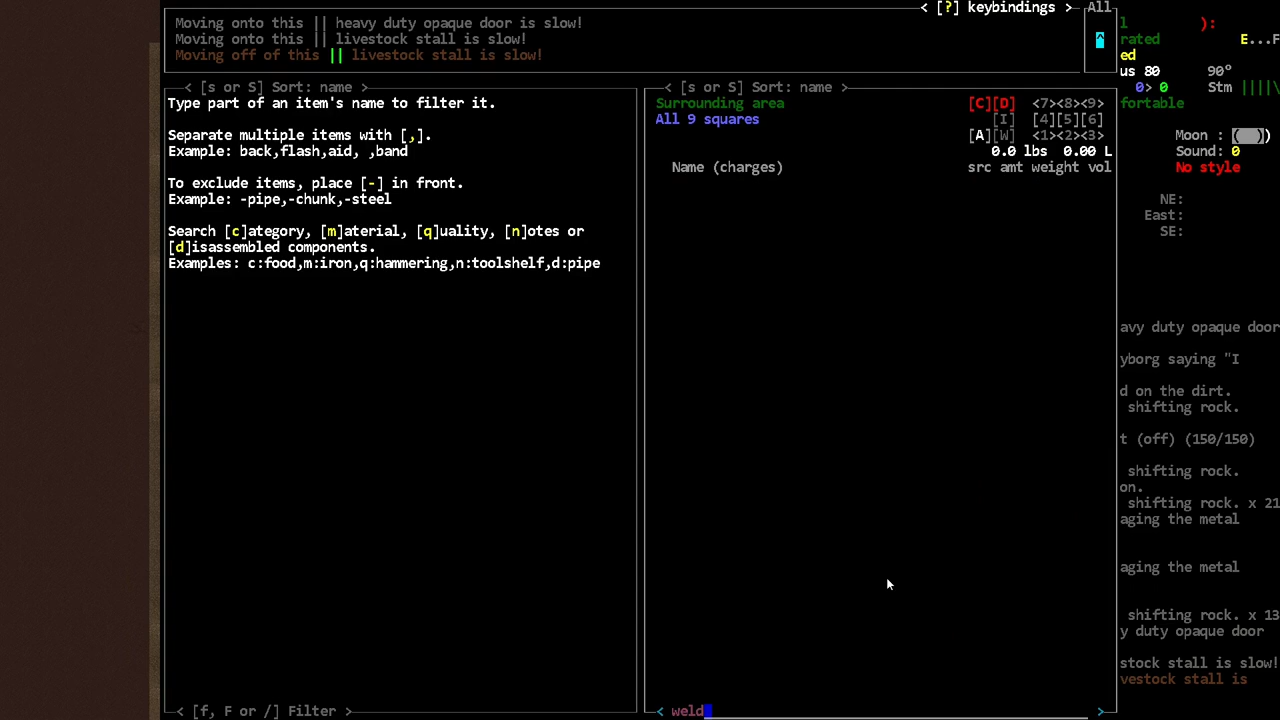 < [?] keybindings >
All
Moving onto this || heavy duty opaque door is slow!
Moving onto this || livestock stall is slow!
Moving off of this || livestock stall is slow!
< [s or S] Sort: name >
Type part of an item's name to filter it.
Separate multiple items with [,].
Example: back,flash,aid, ,band
To exclude items, place [-] in front.
Example: -pipe,-chunk,-steel
Search [c]ategory, [m]aterial, [q]uality, [n]otes or
[d]isassembled components.
Examples: c:food,m:iron,q:hammering,n:toolshelf,d:pipe
< [f, F or /] Filter >
< [s or S] Sort: name >
Surrounding area [C][D] <7><8><9>
All 9 squares [I] [4][5][6]
[A][W] <1><2><3>
0.0 lbs 0.00 L
Name (charges) src amt weight vol
< weld >
l ):
rated E...F
ed
us 80 90°
0> 0 Stm ||||\
fortable
Moon : ( )
Sound: 0
No style
NE:
East:
SE:
avy duty opaque door
yborg saying "I
d on the dirt.
shifting rock.
t (off) (150/150)
shifting rock.
on.
shifting rock. x 21
aging the metal
aging the metal
shifting rock. x 13
y duty opaque door
stock stall is slow!
vestock stall is